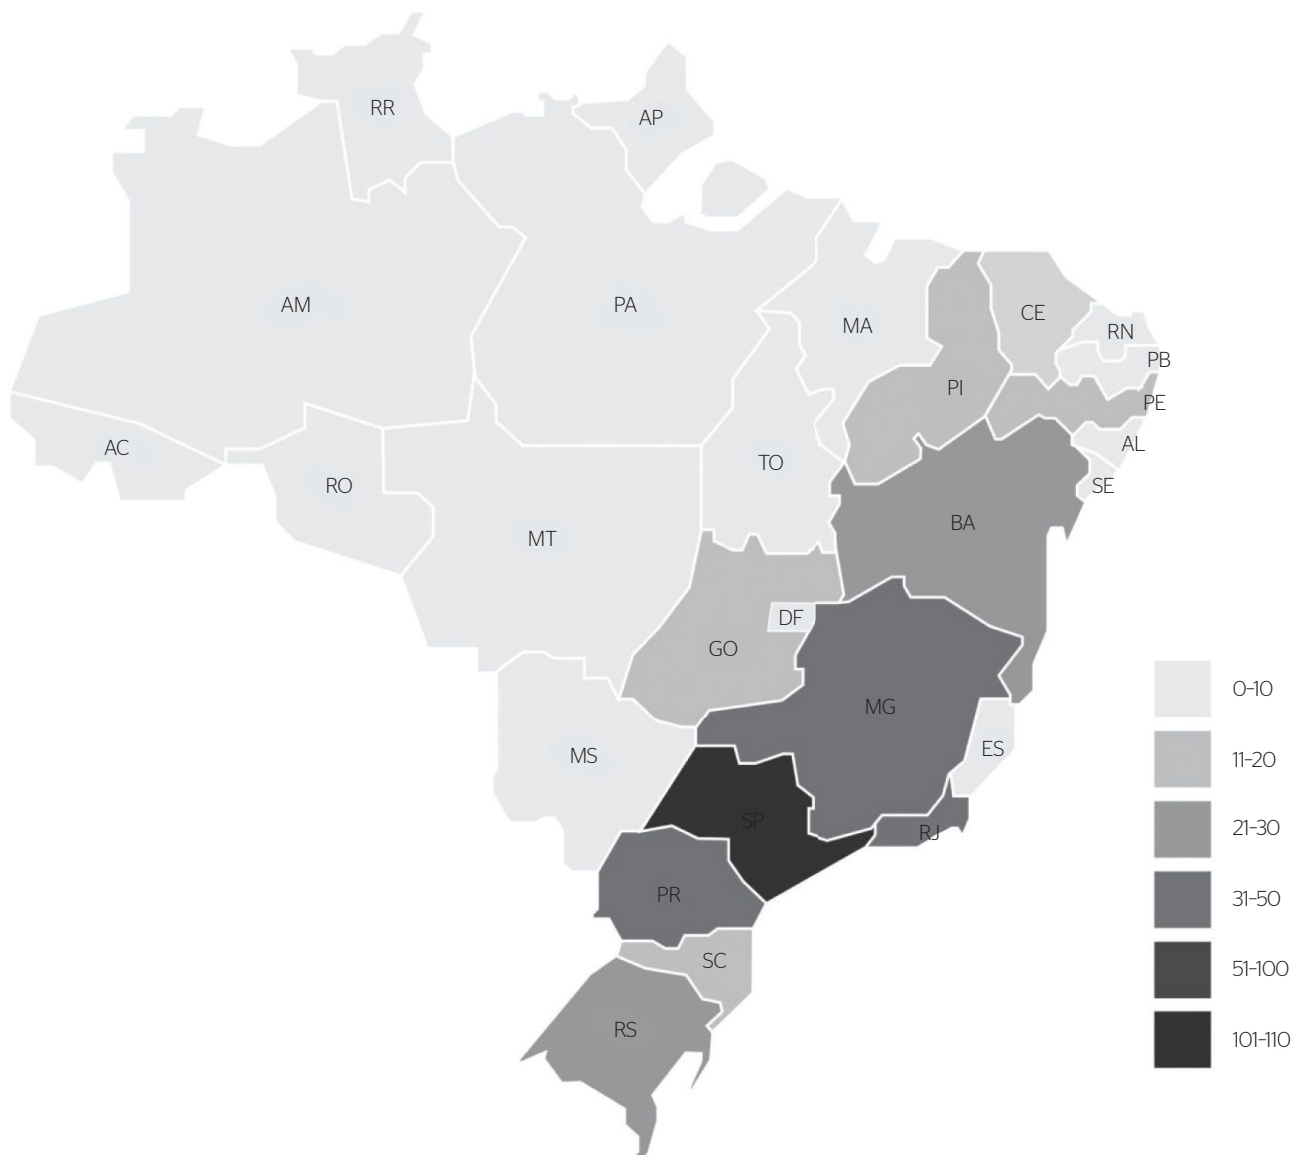 RR
AP
AM
PA
MA
CE
RN
PB
PI
PE
AC
AL
TO
RO
SE
BA
MT
DF
GO
MG
ES
MS
SP
RJ
PR
SC
RS
0-10
11-20
21-30
31-50
51-100
101-110